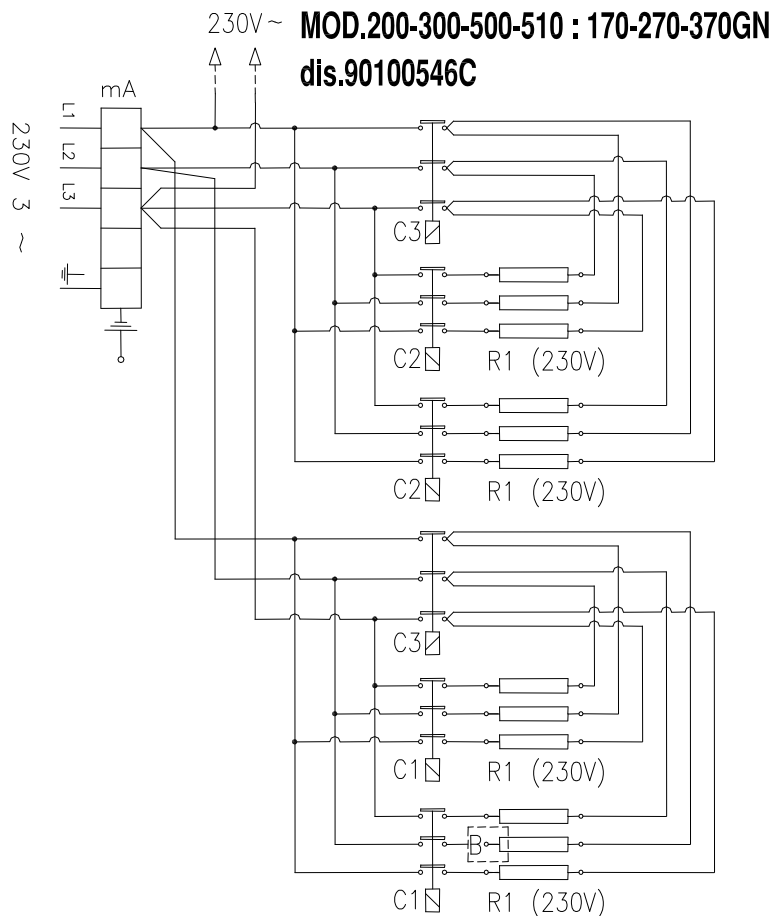 230V~ MOD.200-300-500-510 : 170-270-370GN
dis.90100546C
mA
L1
L2
L3
230V 3 ~
C3
C2
R1 (230V)
C2
R1 (230V)
C3
C1
R1 (230V)
B
C1
R1 (230V)